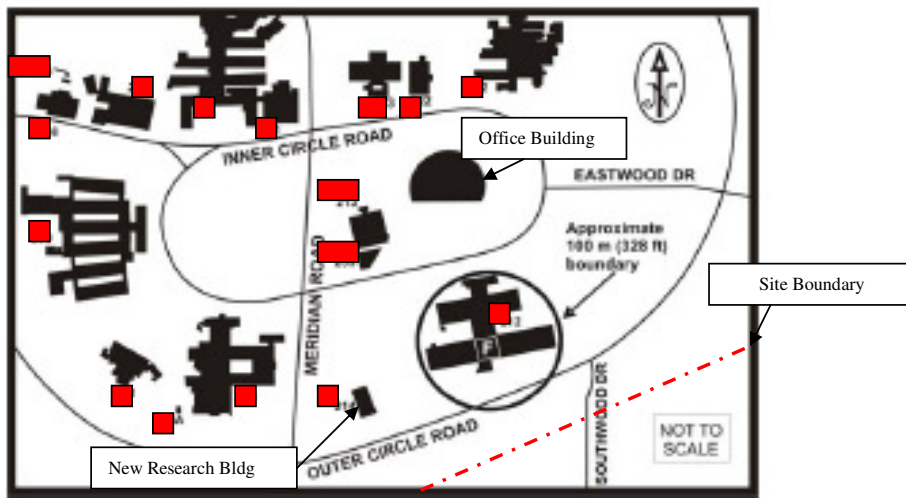 Office Building
INNER CIRCLE ROAD
EASTWOOD DR
Approximate
100 m (328 ft)
boundary
Site Boundary
MERIDIAN ROAD
F
N
SOUTHWOOD DR
OUTER CIRCLE ROAD
NOT TO
SCALE
New Research Bldg